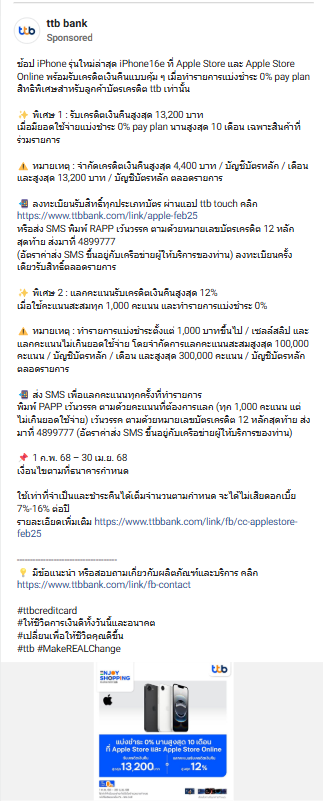 ttb bank
Sponsored
ช้อป iPhone รุ่นใหม่ล่าสุด iPhone16e ที่ Apple Store และ Apple Store
Online พร้อมรับเครดิตเงินคืนแบบคุ้ม ๆ เมื่อทำรายการแบ่งชำระ 0% pay plan
สิทธิพิเศษสำหรับลูกค้าบัตรเครดิต ttb เท่านั้น
✨ พิเศษ 1 : รับเครดิตเงินคืนสูงสุด 13,200 บาท
เมื่อมียอดใช้จ่ายแบ่งชำระ 0% pay plan นานสูงสุด 10 เดือน เฉพาะสินค้าที่
ร่วมรายการ
⚠️ หมายเหตุ : จำกัดเครดิตเงินคืนสูงสุด 4,400 บาท / บัญชีบัตรหลัก / เดือน
และสูงสุด 13,200 บาท / บัญชีบัตรหลัก ตลอดรายการ
📲 ลงทะเบียนรับสิทธิ์ทุกประเภทบัตร ผ่านแอป ttb touch คลิก
https://www.ttbbank.com/link/apple-feb25
หรือส่ง SMS พิมพ์ RAPP เว้นวรรค ตามด้วยหมายเลขบัตรเครดิต 12 หลัก
สุดท้าย ส่งมาที่ 4899777
(อัตราค่าส่ง SMS ขึ้นอยู่กับเครือข่ายผู้ให้บริการของท่าน) ลงทะเบียนครั้ง
เดียวรับสิทธิ์ตลอดรายการ
✨ พิเศษ 2 : แลกคะแนนรับเครดิตเงินคืนสูงสุด 12%
เมื่อใช้คะแนนสะสมทุก 1,000 คะแนน และทำรายการแบ่งชำระ 0%
⚠️ หมายเหตุ : ทำรายการแบ่งชำระตั้งแต่ 1,000 บาทขึ้นไป / เซลล์สลิป และ
แลกคะแนนไม่เกินยอดใช้จ่าย โดยจำกัดการแลกคะแนนสะสมสูงสุด 100,000
คะแนน / บัญชีบัตรหลัก / เดือน และสูงสุด 300,000 คะแนน / บัญชีบัตรหลัก
ตลอดรายการ
📲 ส่ง SMS เพื่อแลกคะแนนทุกครั้งที่ทำรายการ
พิมพ์ PAPP เว้นวรรค ตามด้วยคะแนนที่ต้องการแลก (ทุก 1,000 คะแนน แต่
ไม่เกินยอดใช้จ่าย) เว้นวรรค ตามด้วยหมายเลขบัตรเครดิต 12 หลักสุดท้าย ส่ง
มาที่ 4899777 (อัตราค่าส่ง SMS ขึ้นอยู่กับเครือข่ายผู้ให้บริการของท่าน)
📌 1 ก.พ. 68 – 30 เม.ย. 68
เงื่อนไขตามที่ธนาคารกำหนด
ใช้เท่าที่จำเป็นและชำระคืนได้เต็มจำนวนตามกำหนด จะได้ไม่เสียดอกเบี้ย
7%-16% ต่อปี
รายละเอียดเพิ่มเติม https://www.ttbbank.com/link/fb/cc-applestore-
feb25
-----------------------------------
💡 มีข้อแนะนำ หรือสอบถามเกี่ยวกับผลิตภัณฑ์และบริการ คลิก
https://www.ttbbank.com/link/fb-contact
#ttbcreditcard
#ให้ชีวิตการเงินดีทั้งวันนี้และอนาคต
#เปลี่ยนเพื่อให้ชีวิตคุณดีขึ้น
#ttb #MakeREALChange
ENJOY
SHOPPING
ttb
แบ่งชำระ 0% นานสูงสุด 10 เดือน
ที่ Apple Store และ Apple Store Online
13,200
12%